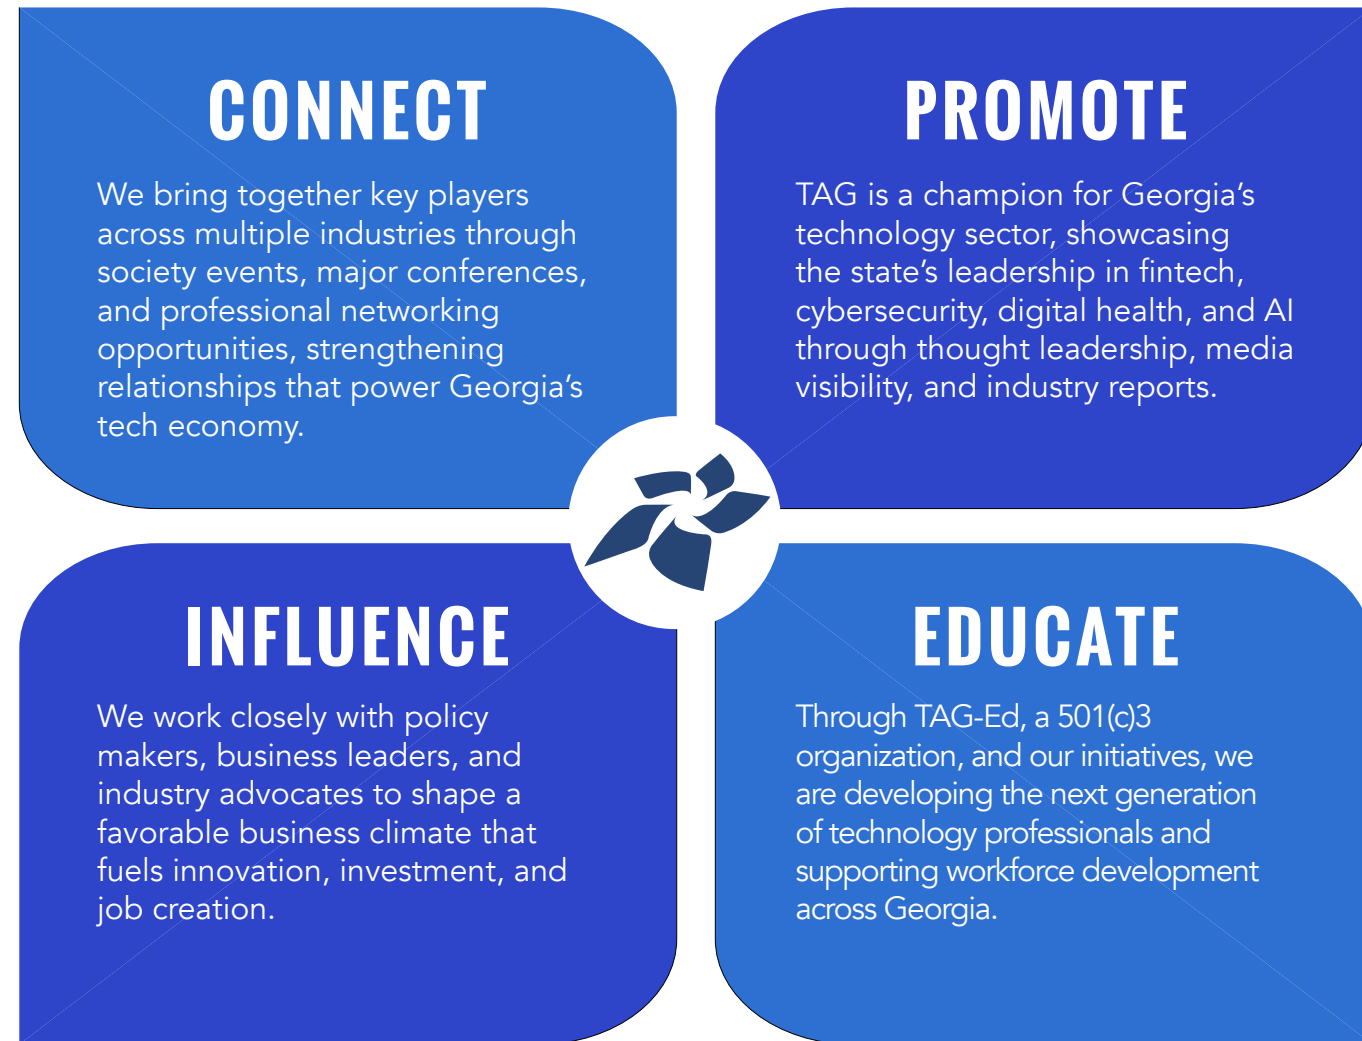 CONNECT
We bring together key players
across multiple industries through
society events, major conferences,
and professional networking
opportunities, strengthening
relationships that power Georgia’s
tech economy.
PROMOTE
TAG is a champion for Georgia’s
technology sector, showcasing
the state’s leadership in fintech,
cybersecurity, digital health, and AI
through thought leadership, media
visibility, and industry reports.
INFLUENCE
We work closely with policy
makers, business leaders, and
industry advocates to shape a
favorable business climate that
fuels innovation, investment, and
job creation.
EDUCATE
Through TAG-Ed, a 501(c)3
organization, and our initiatives, we
are developing the next generation
of technology professionals and
supporting workforce development
across Georgia.